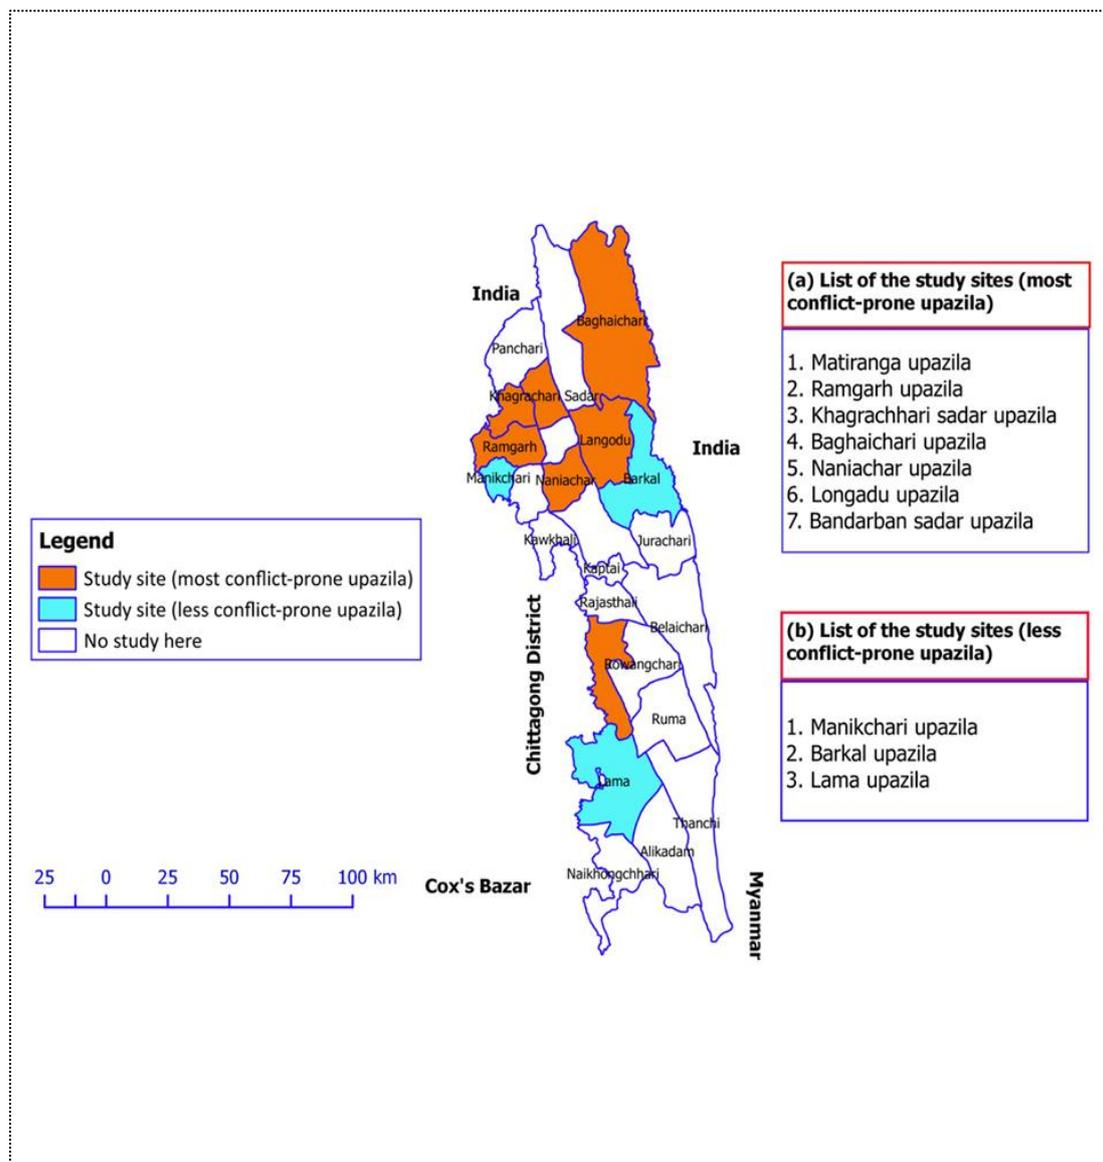 India
Baghaichari
Panchari
Khagrachari Sadar
Langodu
Ramgarh
India
Manikchari
Naniachar
Barkal
Kawkhali
Jurachari
Kaptai
Rajasthali
Belaichari
Rowangchari
Ruma
Lama
Thanchi
Alikadam
Naikhongchhari
Chittagong District
Cox's Bazar
Myanmar
Legend
Study site (most conflict-prone upazila)
Study site (less conflict-prone upazila)
No study here
25 0 25 50 75 100 km
(a) List of the study sites (most
conflict-prone upazila)
1. Matiranga upazila
2. Ramgarh upazila
3. Khagrachhari sadar upazila
4. Baghaichari upazila
5. Naniachar upazila
6. Longadu upazila
7. Bandarban sadar upazila
(b) List of the study sites (less
conflict-prone upazila)
1. Manikchari upazila
2. Barkal upazila
3. Lama upazila